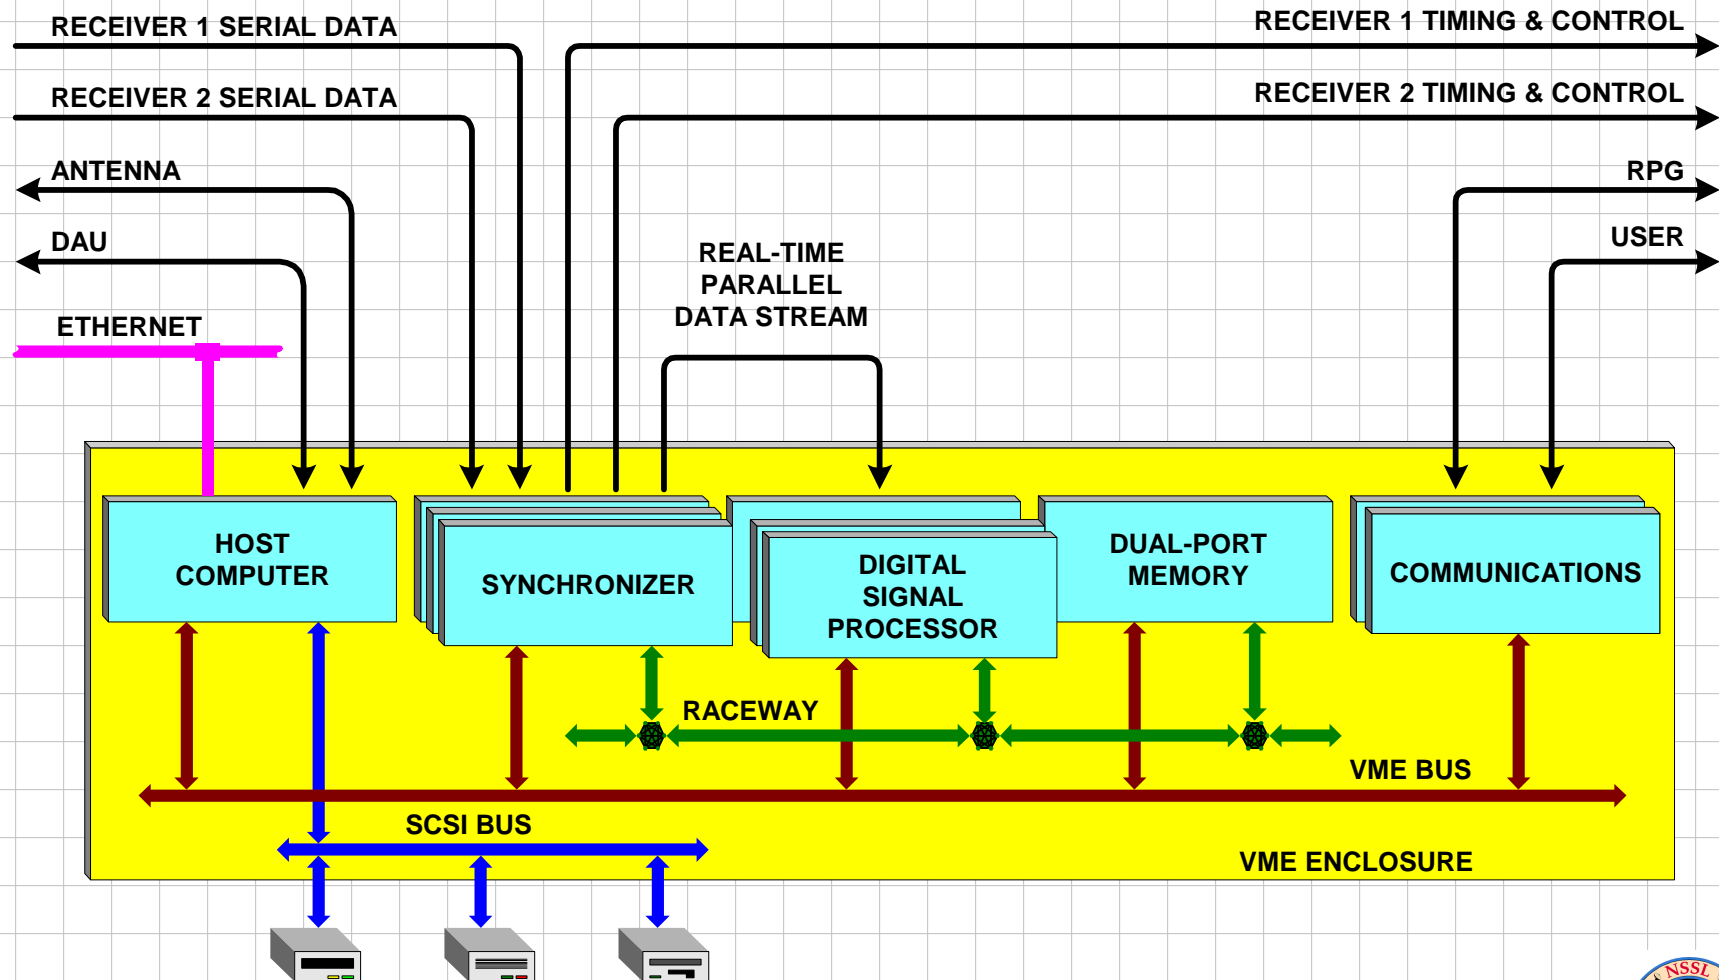 RECEIVER 1 SERIAL DATA
RECEIVER 1 TIMING & CONTROL
RECEIVER 2 SERIAL DATA
RECEIVER 2 TIMING & CONTROL
ANTENNA
RPG
DAU
USER
REAL-TIME
PARALLEL
DATA STREAM
ETHERNET
HOST
COMPUTER
SYNCHRONIZER
DIGITAL
SIGNAL
PROCESSOR
DUAL-PORT
MEMORY
COMMUNICATIONS
RACEWAY
VME BUS
SCSI BUS
VME ENCLOSURE
NSSL